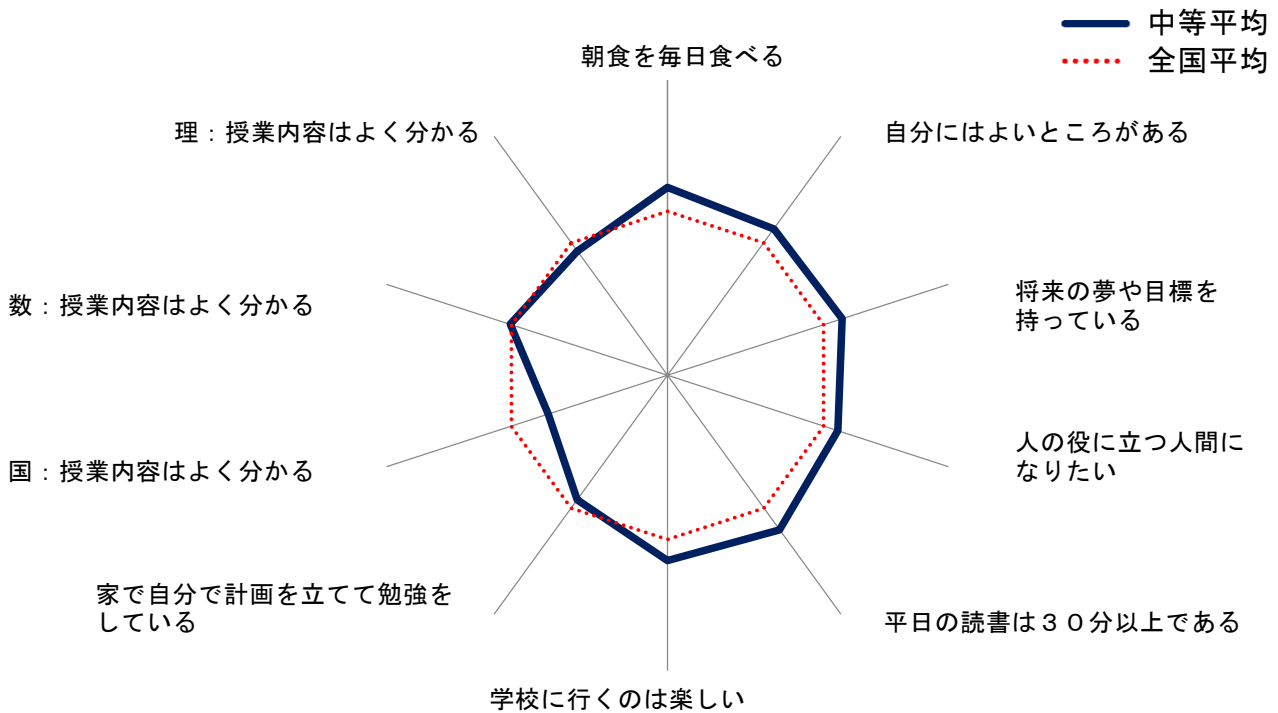 中等平均
全国平均
朝食を毎日食べる
自分にはよいところがある
将来の夢や目標を
持っている
人の役に立つ人間に
なりたい
平日の読書は３０分以上である
学校に行くのは楽しい
家で自分で計画を立てて勉強を
している
国：授業内容はよく分かる
数：授業内容はよく分かる
理：授業内容はよく分かる